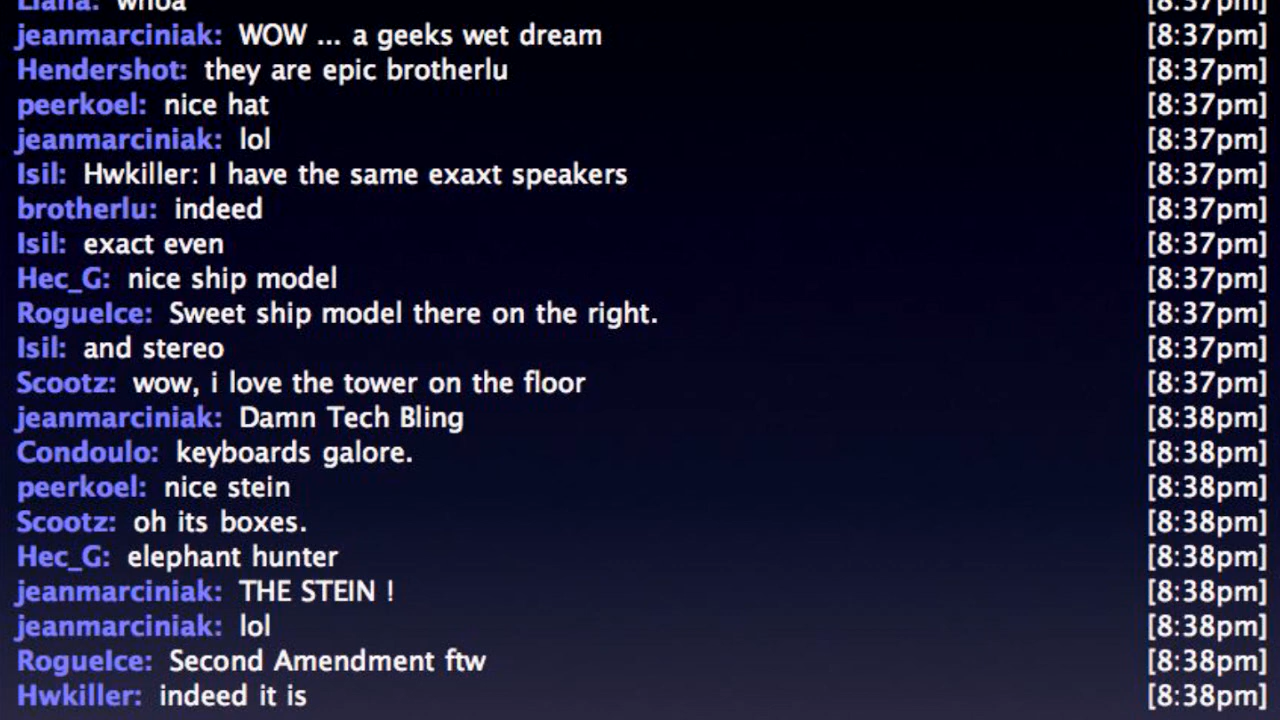 Liana: whoa [8:37pm]
jeanmarciniak: WOW ... a geeks wet dream [8:37pm]
Hendershot: they are epic brotherlu [8:37pm]
peerkoel: nice hat [8:37pm]
jeanmarciniak: lol [8:37pm]
Isil: Hwkiller: I have the same exaxt speakers [8:37pm]
brotherlu: indeed [8:37pm]
Isil: exact even [8:37pm]
Hec_G: nice ship model [8:37pm]
RogueIce: Sweet ship model there on the right. [8:37pm]
Isil: and stereo [8:37pm]
Scootz: wow, i love the tower on the floor [8:37pm]
jeanmarciniak: Damn Tech Bling [8:38pm]
Condoulo: keyboards galore. [8:38pm]
peerkoel: nice stein [8:38pm]
Scootz: oh its boxes. [8:38pm]
Hec_G: elephant hunter [8:38pm]
jeanmarciniak: THE STEIN ! [8:38pm]
jeanmarciniak: lol [8:38pm]
RogueIce: Second Amendment ftw [8:38pm]
Hwkiller: indeed it is [8:38pm]